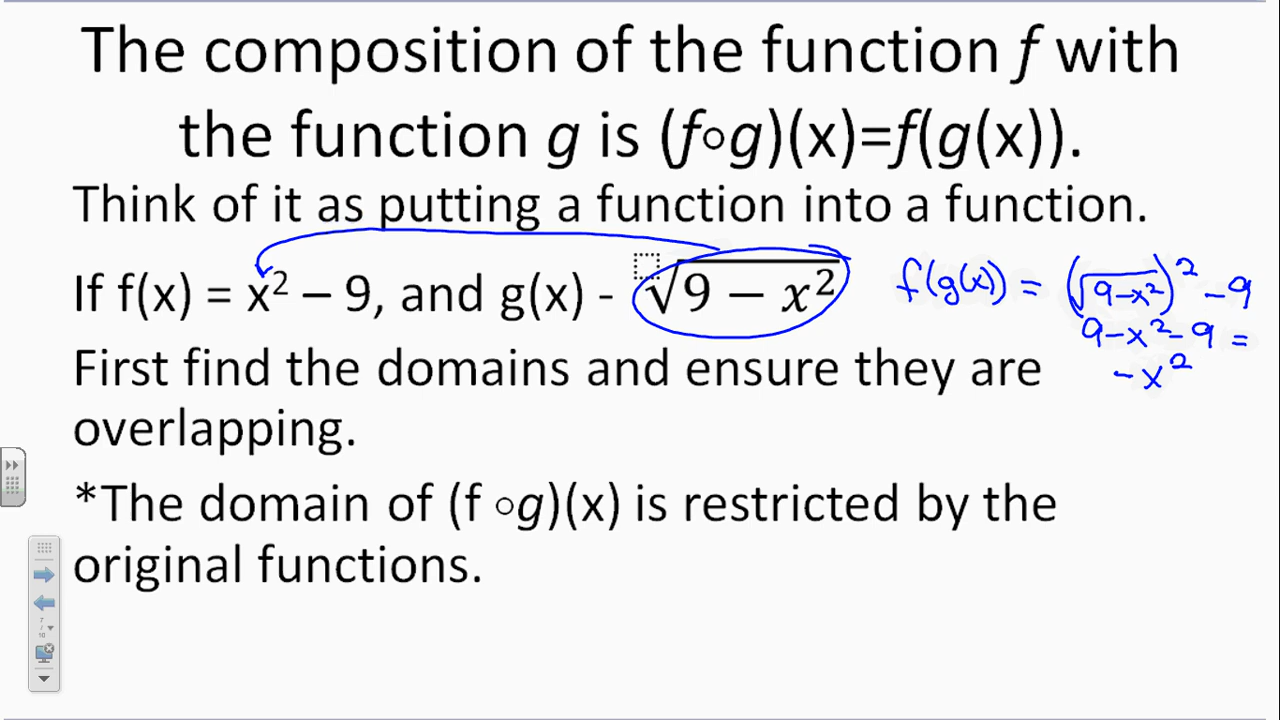 The composition of the function f with
the function g is (f∘g)(x)=f(g(x)).
Think of it as putting a function into a function.
If f(x) = x² – 9, and g(x) - √9 − x²
f(g(x)) = (√9-x²)² -9
9-x²-9 =
-x²
First find the domains and ensure they are
overlapping.
*The domain of (f ∘g)(x) is restricted by the
original functions.
7
/
10